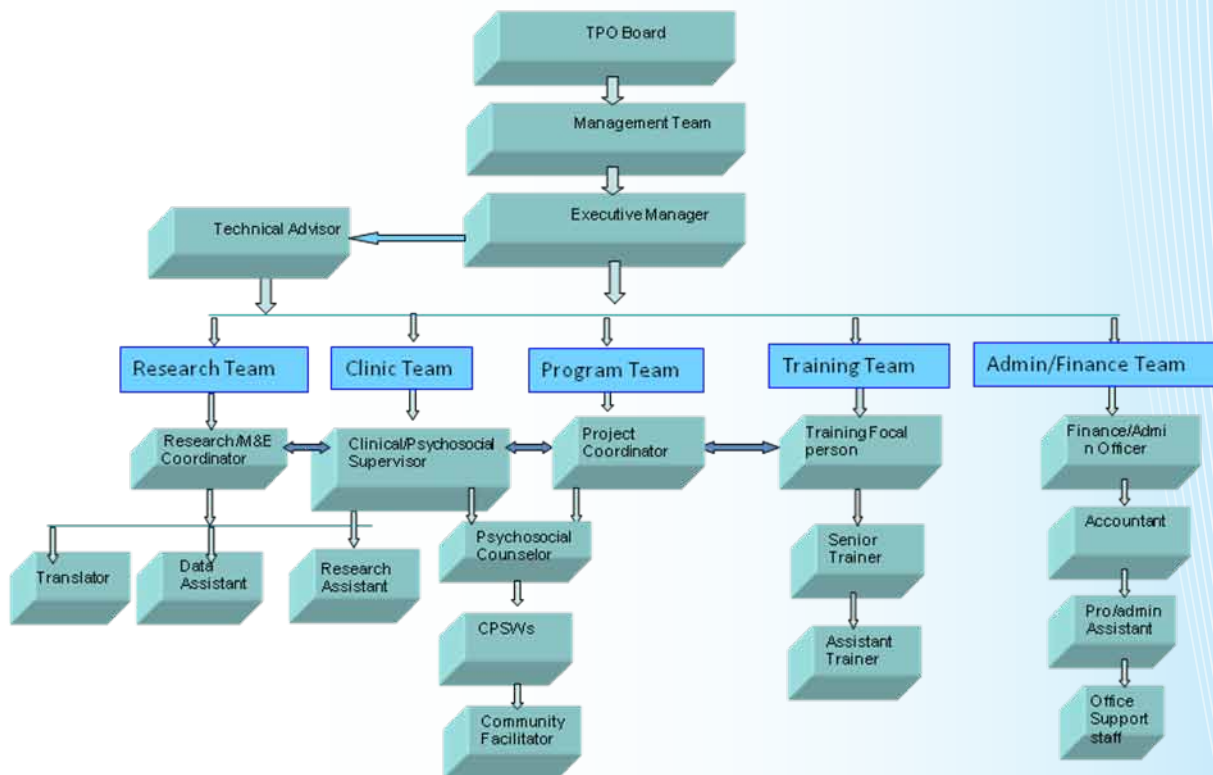 TPO Board
Management Team
Executive Manager
Technical Advisor
Research Team
Clinic Team
Program Team
Training Team
Admin/Finance Team
Research/M&E
Coordinator
Clinical/Psychosocial
Supervisor
Project
Coordinator
Training Focal
person
Finance/Admi
n Officer
Translator
Data
Assistant
Research
Assistant
Psychosocial
Counselor
Senior
Trainer
Accountant
CPSWs
Assistant
Trainer
Pro/admin
Assistant
Community
Facilitator
Office
Support
staff